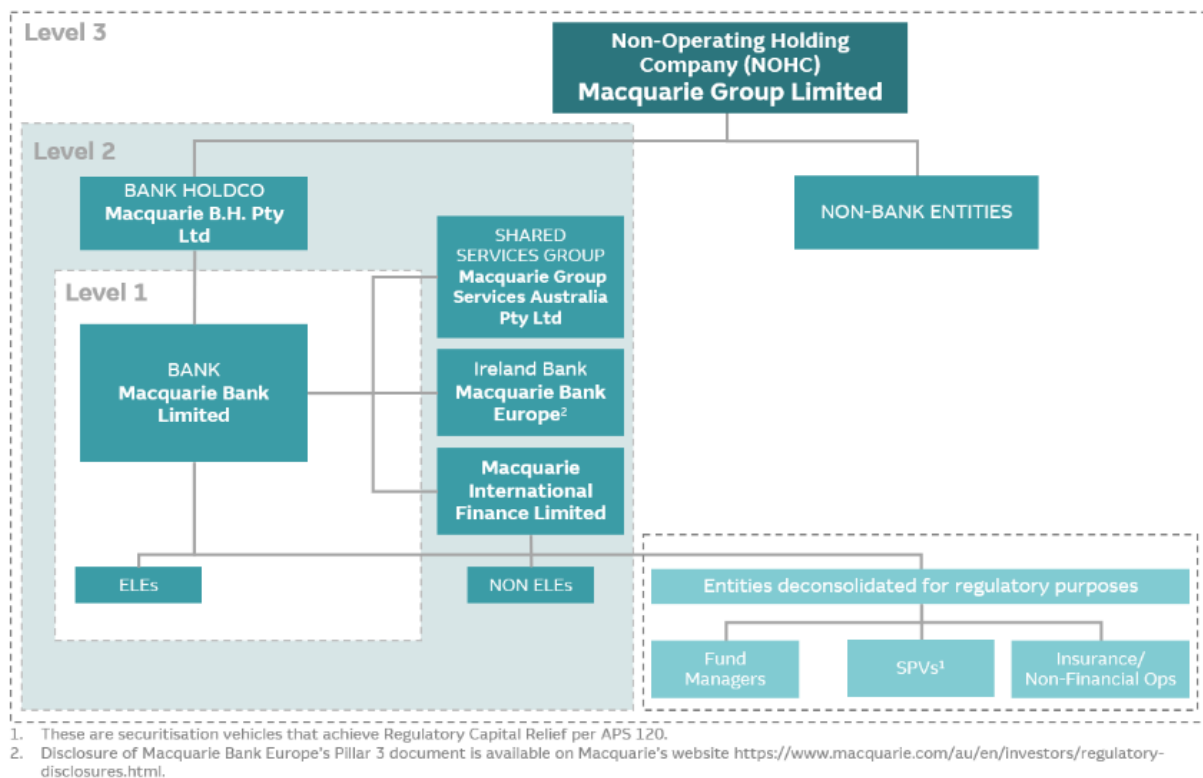 Level 3
Non-Operating Holding
Company (NOHC)
Macquarie Group Limited
Level 2
BANK HOLDCO
Macquarie B.H. Pty
Ltd
NON-BANK ENTITIES
SHARED
SERVICES GROUP
Macquarie Group
Services Australia
Pty Ltd
Level 1
BANK
Macquarie Bank
Limited
Ireland Bank
Macquarie Bank
Europe²
Macquarie
International
Finance Limited
ELEs
NON ELEs
Entities deconsolidated for regulatory purposes
Fund
Managers
SPVs¹
Insurance/
Non-Financial Ops
1. These are securitisation vehicles that achieve Regulatory Capital Relief per APS 120.
2. Disclosure of Macquarie Bank Europe's Pillar 3 document is available on Macquarie's website https://www.macquarie.com/au/en/investors/regulatory-
disclosures.html.